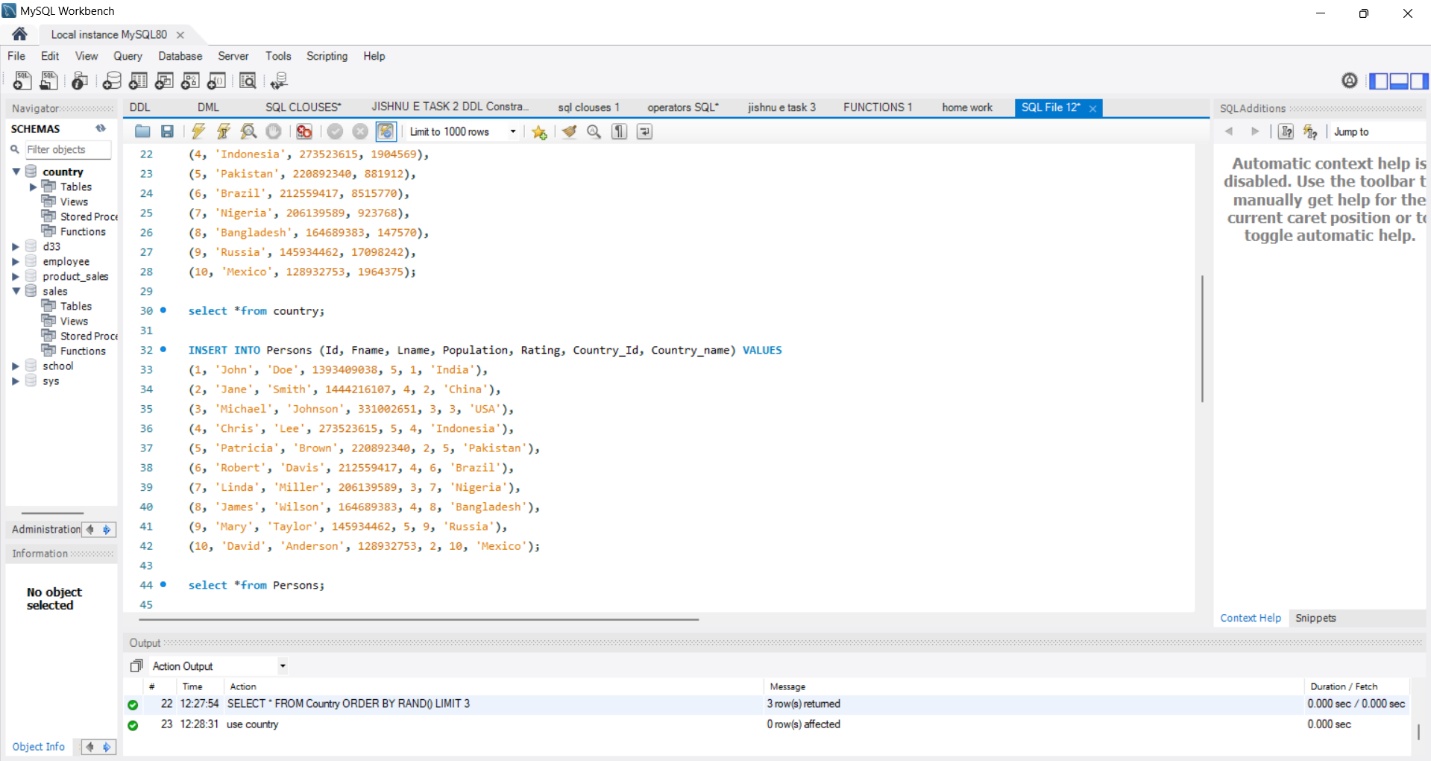 MySQL Workbench
Local instance MySQL80
File Edit View Query Database Server Tools Scripting Help
Navigator
SCHEMAS
Filter objects
country
Tables
Views
Stored Proce
Functions
d33
employee
product_sales
sales
Tables
Views
Stored Proce
Functions
school
sys
Administration
Information
No object
selected
Object Info
DDL DML SQL CLOUSES* JISHNU E TASK 2 DDL Constra... sql clouses 1 operators SQL* jishnu e task 3 FUNCTIONS 1 home work SQL File 12*
Limit to 1000 rows
22 (4, 'Indonesia', 273523615, 1904569),
23 (5, 'Pakistan', 220892340, 881912),
24 (6, 'Brazil', 212559417, 8515770),
25 (7, 'Nigeria', 206139589, 923768),
26 (8, 'Bangladesh', 164689383, 147570),
27 (9, 'Russia', 145934462, 17098242),
28 (10, 'Mexico', 128932753, 1964375);
29
30 select *from country;
31
32 INSERT INTO Persons (Id, Fname, Lname, Population, Rating, Country_Id, Country_name) VALUES
33 (1, 'John', 'Doe', 1393409038, 5, 1, 'India'),
34 (2, 'Jane', 'Smith', 1444216107, 4, 2, 'China'),
35 (3, 'Michael', 'Johnson', 331002651, 3, 3, 'USA'),
36 (4, 'Chris', 'Lee', 273523615, 5, 4, 'Indonesia'),
37 (5, 'Patricia', 'Brown', 220892340, 2, 5, 'Pakistan'),
38 (6, 'Robert', 'Davis', 212559417, 4, 6, 'Brazil'),
39 (7, 'Linda', 'Miller', 206139589, 3, 7, 'Nigeria'),
40 (8, 'James', 'Wilson', 164689383, 4, 8, 'Bangladesh'),
41 (9, 'Mary', 'Taylor', 145934462, 5, 9, 'Russia'),
42 (10, 'David', 'Anderson', 128932753, 2, 10, 'Mexico');
43
44 select *from Persons;
45
SQLAdditions
Jump to
Automatic context help is
disabled. Use the toolbar t
manually get help for the
current caret position or to
toggle automatic help.
Context Help Snippets
Output
Action Output
# Time Action Message Duration / Fetch
22 12:27:54 SELECT * FROM Country ORDER BY RAND() LIMIT 3 3 row(s) returned 0.000 sec / 0.000 sec
23 12:28:31 use country 0 row(s) affected 0.000 sec